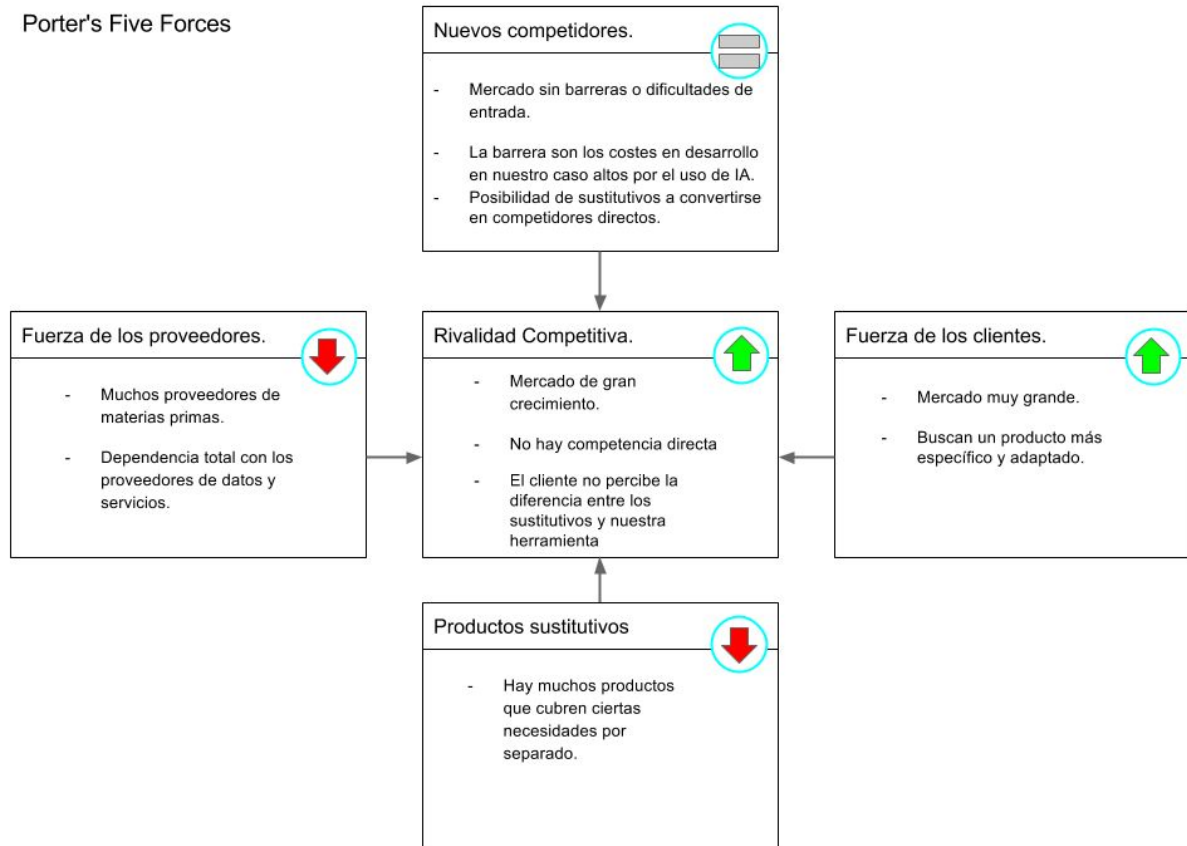 Porter's Five Forces
Nuevos competidores.
- Mercado sin barreras o dificultades de
entrada.
- La barrera son los costes en desarrollo
en nuestro caso altos por el uso de IA.
- Posibilidad de sustitutivos a convertirse
en competidores directos.
Fuerza de los proveedores.
- Muchos proveedores de
materias primas.
- Dependencia total con los
proveedores de datos y
servicios.
Rivalidad Competitiva.
- Mercado de gran
crecimiento.
- No hay competencia directa
- El cliente no percibe la
diferencia entre los
sustitutivos y nuestra
herramienta
Fuerza de los clientes.
- Mercado muy grande.
- Buscan un producto más
específico y adaptado.
Productos sustitutivos
- Hay muchos productos
que cubren ciertas
necesidades por
separado.